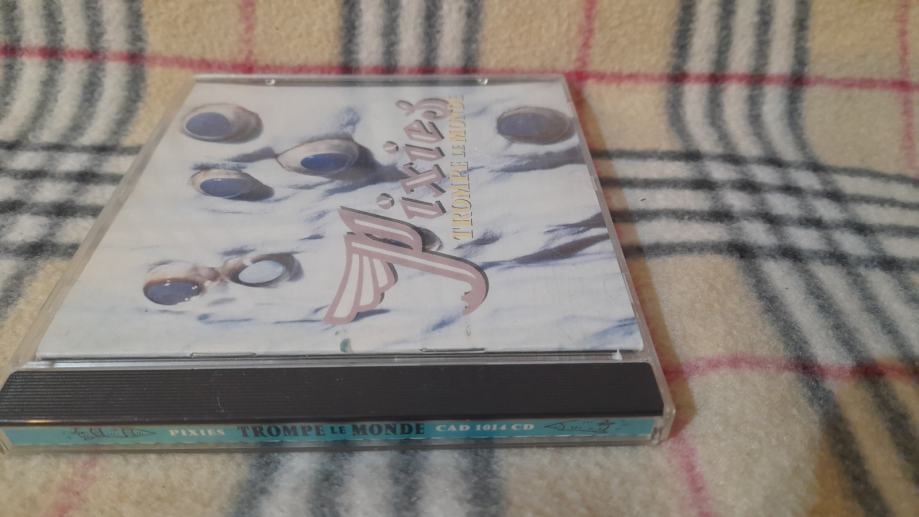 Pixies
TROMPE LE MONDE
PIXIES TROMPE LE MONDE CAD 1014 CD